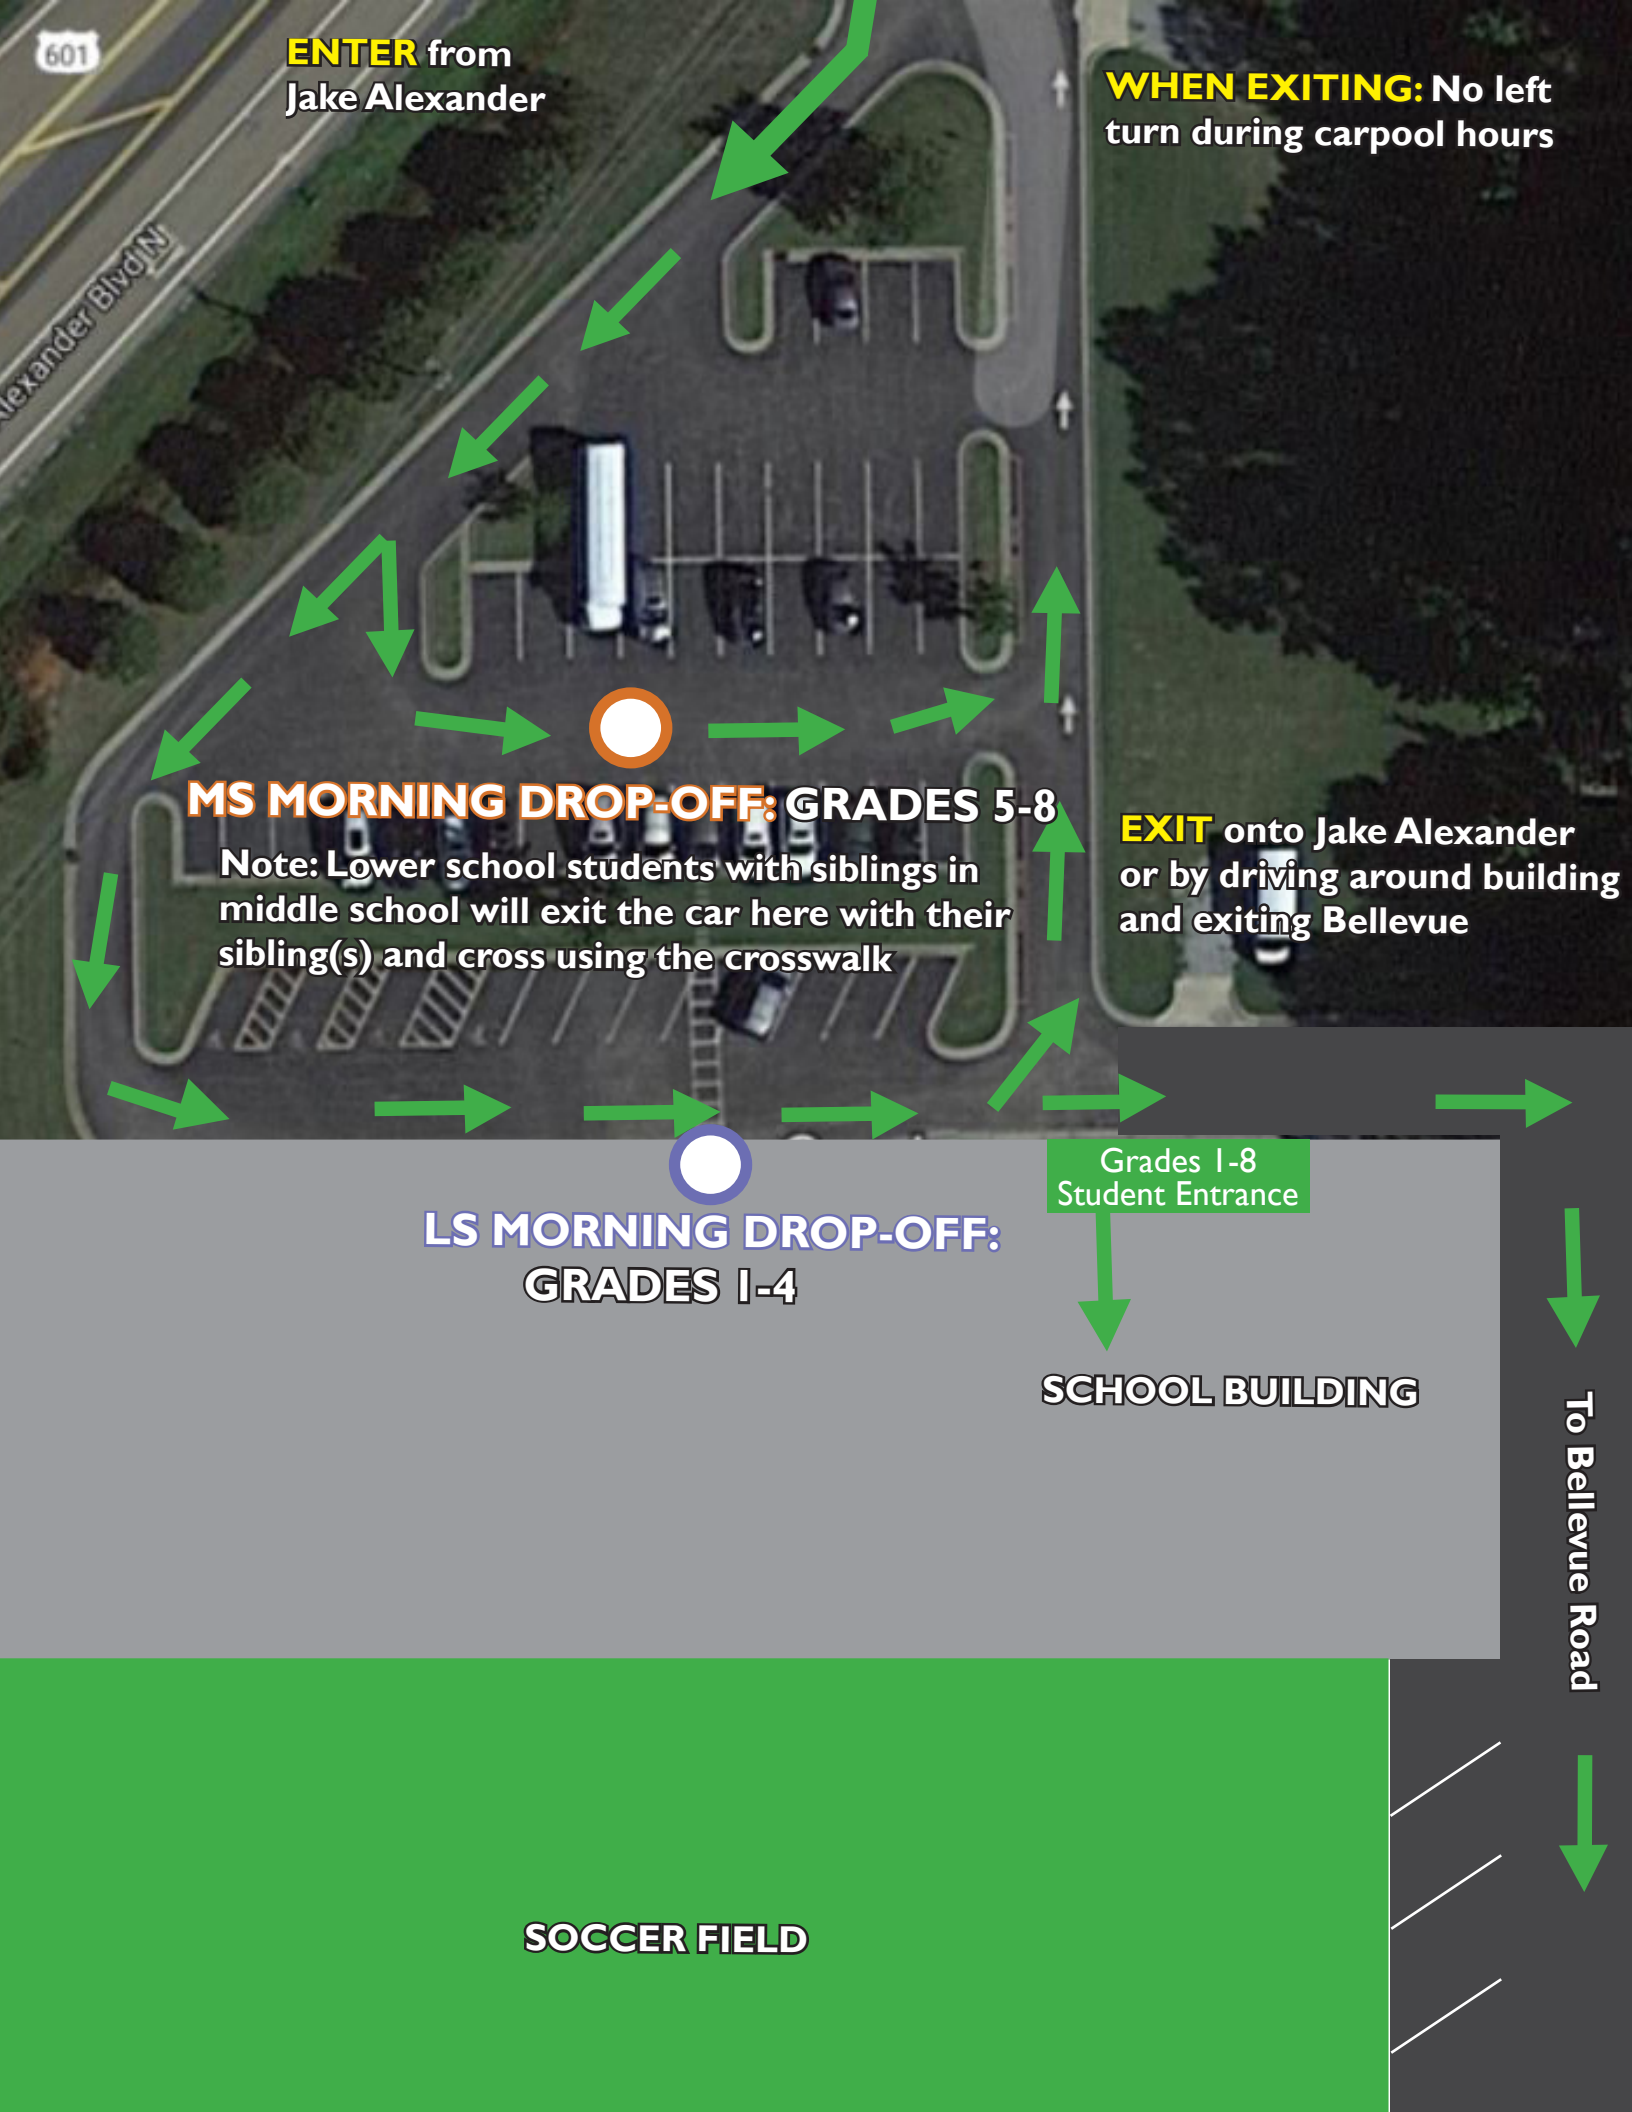 601
ENTER from
Jake Alexander
WHEN EXITING: No left
turn during carpool hours
Alexander Blvd N
MS MORNING DROP-OFF: GRADES 5-8
Note: Lower school students with siblings in
middle school will exit the car here with their
sibling(s) and cross using the crosswalk
EXIT onto Jake Alexander
or by driving around building
and exiting Bellevue
Grades 1-8
Student Entrance
LS MORNING DROP-OFF:
GRADES 1-4
SCHOOL BUILDING
To Bellevue Road
SOCCER FIELD